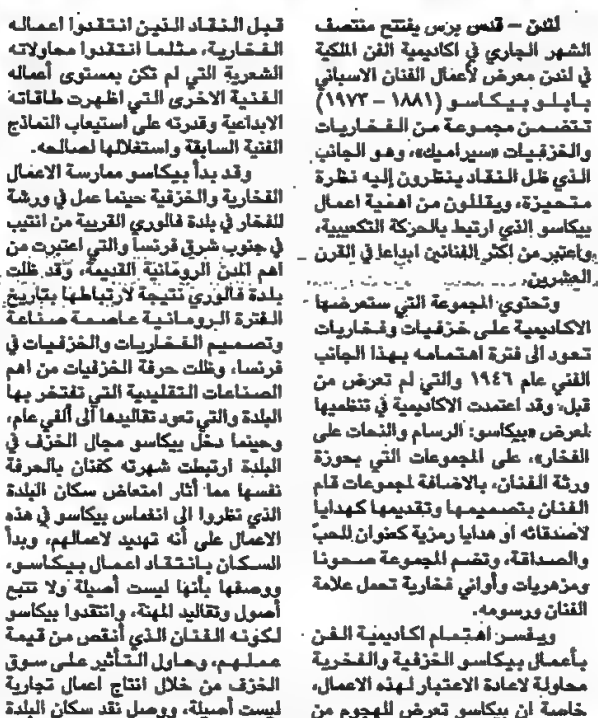 لندن – قدس برس يفتتح منتصف
الشهر الجاري في اكاديمية الفن الملكية
في لندن معرض لأعمال الفنان الاسباني
بابلو بيكاسو (١٨٨١ – ١٩٧٣)
تتضمن مجموعة من الفخاريات
والخزفيات «سيراميك»، وهو الجانب
الذي ظل النقاد ينظرون إليه نظرة
متحيزة، ويقللون من اهمية اعمال
بيكاسو الذي ارتبط بالحركة التكعيبية،
واعتبر من اكثر الفنانين ابداعا في القرن
العشرين.
وتحتوي المجموعة التي ستعرضها
الاكاديمية على خزفيات وفخاريات
تعود الى فترة اهتمامه بهذا الجانب
الفني عام ١٩٤٦ والتي لم تعرض من
قبل. وقد اعتمدت الاكاديمية في تنظيمها
لمعرض «بيكاسو: الرسام والنحات على
الفخار»، على المجموعات التي بحوزة
ورثة الفنان، بالاضافة لمجموعات قام
الفنان بتصميمها وتقديمها كهدايا
لاصدقائه او هدايا رمزية كعنوان للحب
والصداقة، وتضم المجموعة صحونا
ومزهريات وأواني فخارية تحمل علامة
الفنان ورسومه.
ويفسر اهتمام اكاديمية الفن
بأعمال بيكاسو الخزفية والفخرية
محاولة لاعادة الاعتبار لهذه الاعمال،
خاصة ان بيكاسو تعرض للهجوم من
قبل النقاد الذين انتقدوا اعماله
الفخارية، مثلما انتقدوا محاولاته
الشعرية التي لم تكن بمستوى أعماله
الفنية الاخرى التي اظهرت طاقاته
الابداعية وقدرته على استيعاب النماذج
الفنية السابقة واستغلالها لصالحه.
وقد بدأ بيكاسو ممارسة الاعمال
الفخارية والخزفية حينما عمل في ورشة
للفخار في بلدة فالوري القريبة من انتيب
في جنوب شرق فرنسا والتي اعتبرت من
اهم المدن الرومانية القديمة، وقد ظلت
بلدة فالوري نتيجة لارتباطها بتاريخ
الفترة الرومانية عاصمة صناعة
وتصميم الفخاريات والخزفيات في
فرنسا، وظلت حرفة الخزفيات من اهم
الصناعات التقليدية التي تفتخر بها
البلدة والتي تعود تقاليدها الى ألفي عام،
وحينما دخل بيكاسو مجال الخزف في
البلدة ارتبطت شهرته كفنان بالحرفة
نفسها مما أثار امتعاض سكان البلدة
الذي نظروا الى انغماس بيكاسو في هذه
الاعمال على أنه تهديد لاعمالهم، وبدأ
السكان بانتقاد اعمال بيكاسو،
ووصفها بأنها ليست أصيلة ولا تتبع
أصول وتقاليد المهنة، وانتقدوا بيكاسو
لكونه الفنان الذي أنقص من قيمة
عملهم، وحاول التأثير على سوق
الخزف من خلال انتاج اعمال تجارية
ليست أصيلة، ووصل نقد سكان البلدة